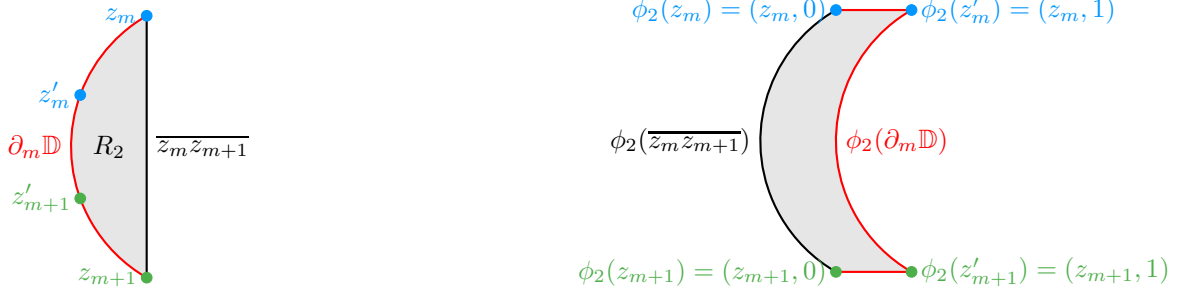 z_m
z'_m
∂_m𝔻
R_2
\overline{z_m z_{m+1}}
z'_{m+1}
z_{m+1}
ϕ_2(z_m) = (z_m, 0)
ϕ_2(z'_m) = (z_m, 1)
ϕ_2(\overline{z_m z_{m+1}})
ϕ_2(∂_m𝔻)
ϕ_2(z_{m+1}) = (z_{m+1}, 0)
ϕ_2(z'_{m+1}) = (z_{m+1}, 1)